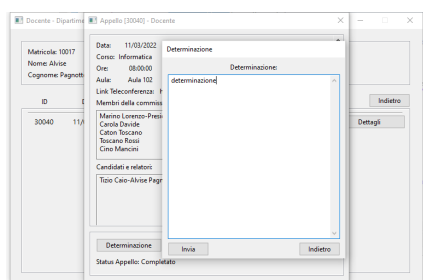 Docente - Dipartime
Matricola: 10017
Nome: Alvise
Cognome: Pagnott
ID
30040
11/
Indietro
Dettagli
Appello [30040] - Docente
Data: 11/03/2022
Corso: Informatica
Ore: 08:00:00
Aula: Aula 102
Link Teleconferenza:
Membri della commiss
Marino Lorenzo-Presi
Carola Davide
Caton Toscano
Toscano Rossi
Cino Mancini
Candidati e relatori:
Tizio Caio-Alvise Pagr
Determinazione
Status Appello: Completato
Determinazione
Determinazione:
determinazione
Invia
Indietro